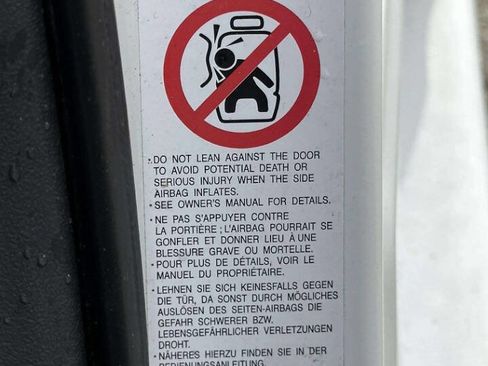 • DO NOT LEAN AGAINST THE DOOR
TO AVOID POTENTIAL DEATH OR
SERIOUS INJURY WHEN THE SIDE
AIRBAG INFLATES.
• SEE OWNER'S MANUAL FOR DETAILS.
• NE PAS S'APPUYER CONTRE
LA PORTIÈRE ; L'AIRBAG POURRAIT SE
GONFLER ET DONNER LIEU À UNE
BLESSURE GRAVE OU MORTELLE.
• POUR PLUS DE DÉTAILS, VOIR LE
MANUEL DU PROPRIÉTAIRE.
• LEHNEN SIE SICH KEINESFALLS GEGEN
DIE TÜR, DA SONST DURCH MÖGLICHES
AUSLÖSEN DES SEITEN-AIRBAGS DIE
GEFAHR SCHWERER BZW.
LEBENSGEFÄHRLICHER VERLETZUNGEN
DROHT.
• NÄHERES HIERZU FINDEN SIE IN DER
BEDIENUNGSANLEITUNG.